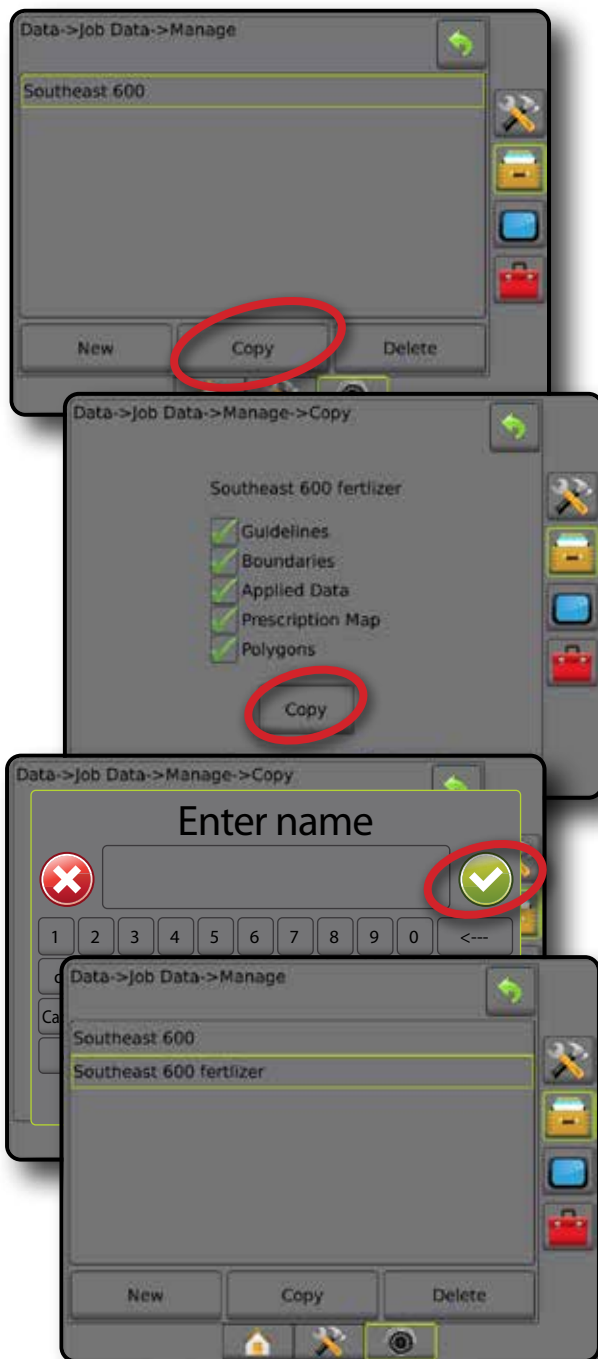 Data->Job Data->Manage
Southeast 600
New Copy Delete
Data->Job Data->Manage->Copy
Southeast 600 fertlizer
Guidelines
Boundaries
Applied Data
Prescription Map
Polygons
Copy
Data->Job Data->Manage->Copy
Enter name
1 2 3 4 5 6 7 8 9 0 <---
Data->Job Data->Manage
Southeast 600
Southeast 600 fertlizer
New Copy Delete